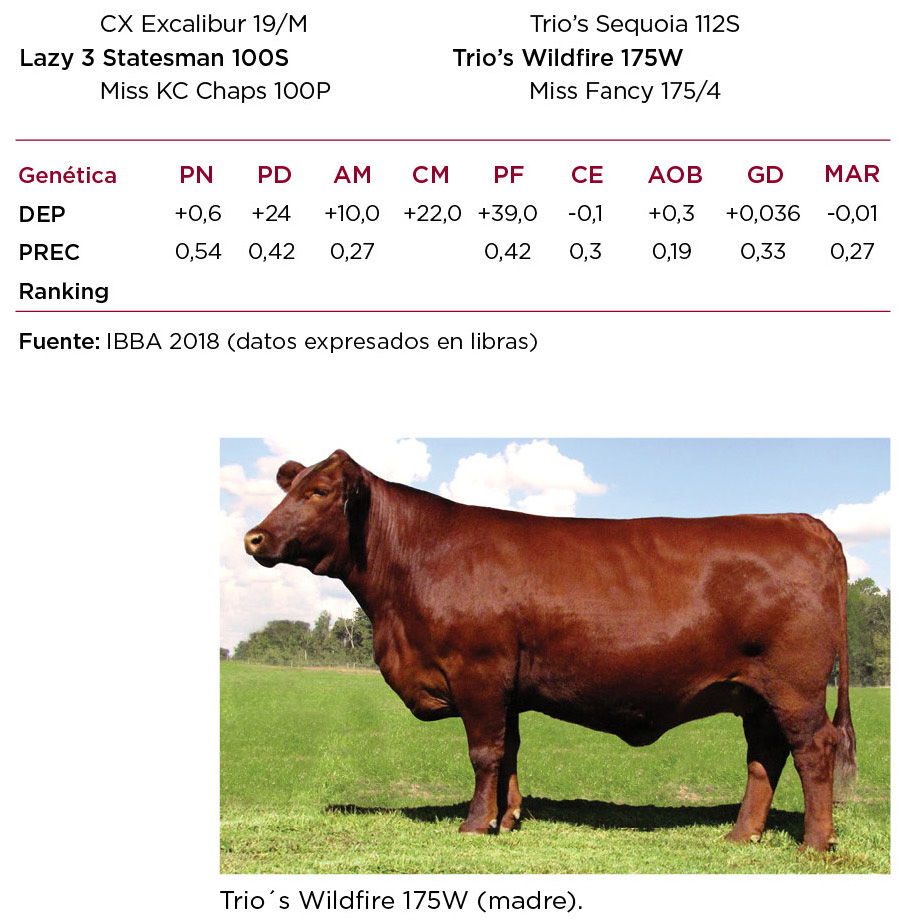 CX Excalibur 19/M Trio's Sequoia 112S
Lazy 3 Statesman 100S Trio's Wildfire 175W
Miss KC Chaps 100P Miss Fancy 175/4
Genética PN PD AM CM PF CE AOB GD MAR
DEP +0,6 +24 +10,0 +22,0 +39,0 -0,1 +0,3 +0,036 -0,01
PREC 0,54 0,42 0,27 0,42 0,3 0,19 0,33 0,27
Ranking
Fuente: IBBA 2018 (datos expresados en libras)
Trio´s Wildfire 175W (madre).